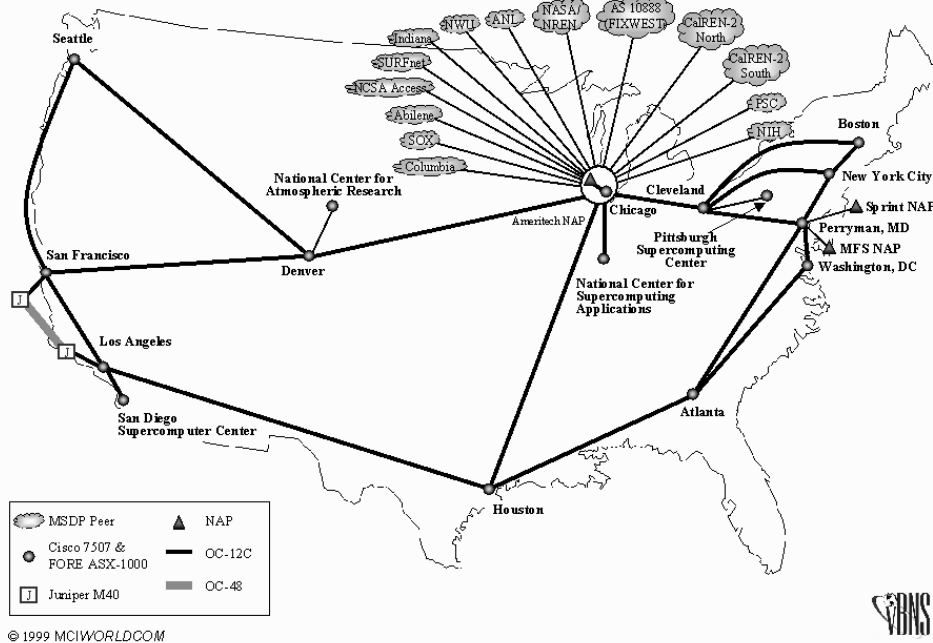 Seattle
NWU
ANL
NASA/
NREN
AS 10888
(FIXWEST)
CalREN-2
North
Indiana
SURFnet
CalREN-2
South
NCSA Access
PSC
Abilene
NIH
SOX
Columbia
Boston
National Center for
Atmospheric Research
Cleveland
New York City
Chicago
Ameritech NAP
Sprint NAP
Perryman, MD
Pittsburgh
Supercomputing
Center
MFS NAP
Washington, DC
San Francisco
Denver
National Center for
Supercomputing
Applications
J
J
Los Angeles
San Diego
Supercomputer Center
Atlanta
Houston
MSDP Peer
NAP
Cisco 7507 &
FORE ASX-1000
OC-12C
J
Juniper M40
OC-48
© 1999 MCIWORLDCOM
vBNS